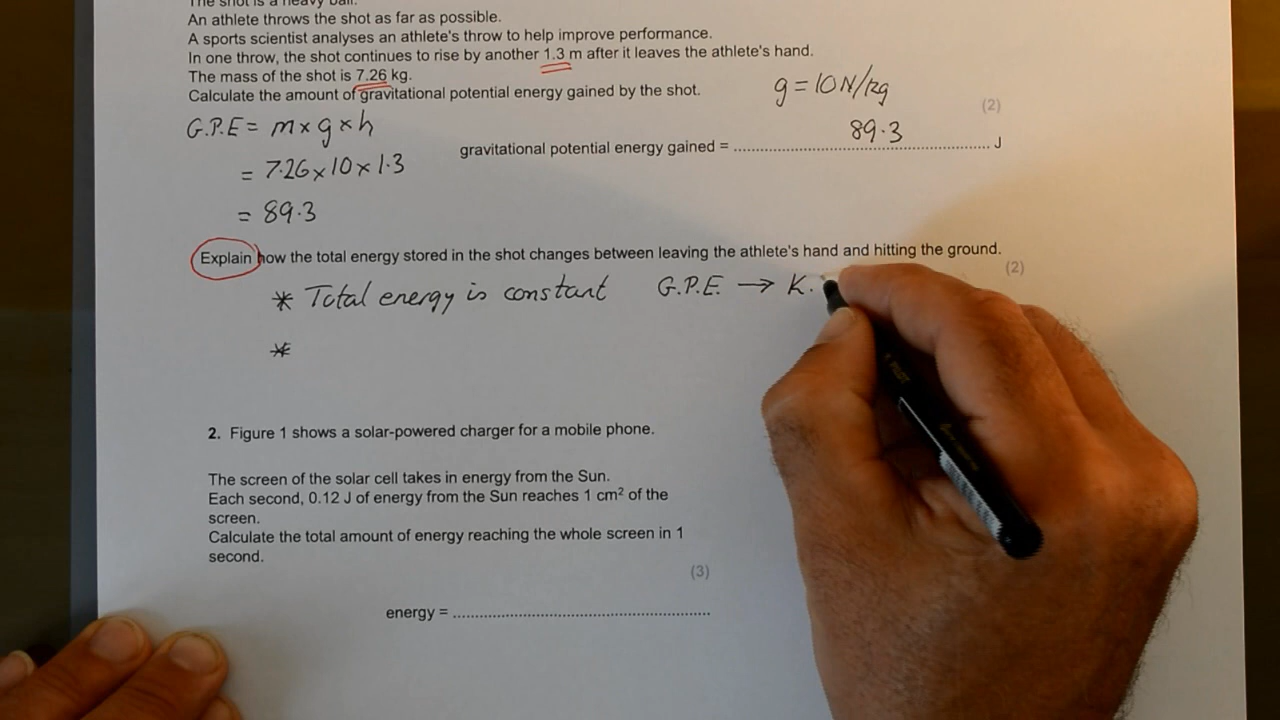 The shot is a heavy ball.
An athlete throws the shot as far as possible.
A sports scientist analyses an athlete's throw to help improve performance.
In one throw, the shot continues to rise by another 1.3 m after it leaves the athlete's hand.
The mass of the shot is 7.26 kg.
Calculate the amount of gravitational potential energy gained by the shot.
g = 10 N/kg
(2)
G.P.E = m x g x h
gravitational potential energy gained = ........ 89.3 ........ J
= 7.26 x 10 x 1.3
= 89.3
Explain how the total energy stored in the shot changes between leaving the athlete's hand and hitting the ground.
(2)
* Total energy is constant G.P.E. → K.
*
2. Figure 1 shows a solar-powered charger for a mobile phone.
The screen of the solar cell takes in energy from the Sun.
Each second, 0.12 J of energy from the Sun reaches 1 cm² of the
screen.
Calculate the total amount of energy reaching the whole screen in 1
second.
(3)
energy = ........................................................
PILOT